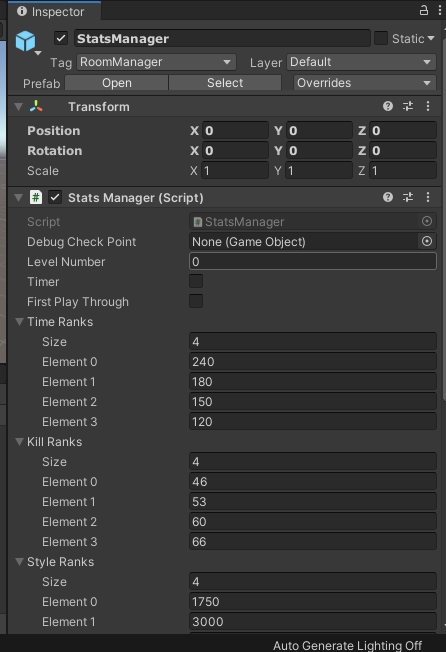 Inspector
StatsManager Static
Tag RoomManager Layer Default
Prefab Open Select Overrides
Transform
Position X 0 Y 0 Z 0
Rotation X 0 Y 0 Z 0
Scale X 1 Y 1 Z 1
# Stats Manager (Script)
Script StatsManager
Debug Check Point None (Game Object)
Level Number 0
Timer
First Play Through
Time Ranks
Size 4
Element 0 240
Element 1 180
Element 2 150
Element 3 120
Kill Ranks
Size 4
Element 0 46
Element 1 53
Element 2 60
Element 3 66
Style Ranks
Size 4
Element 0 1750
Element 1 3000
Auto Generate Lighting Off